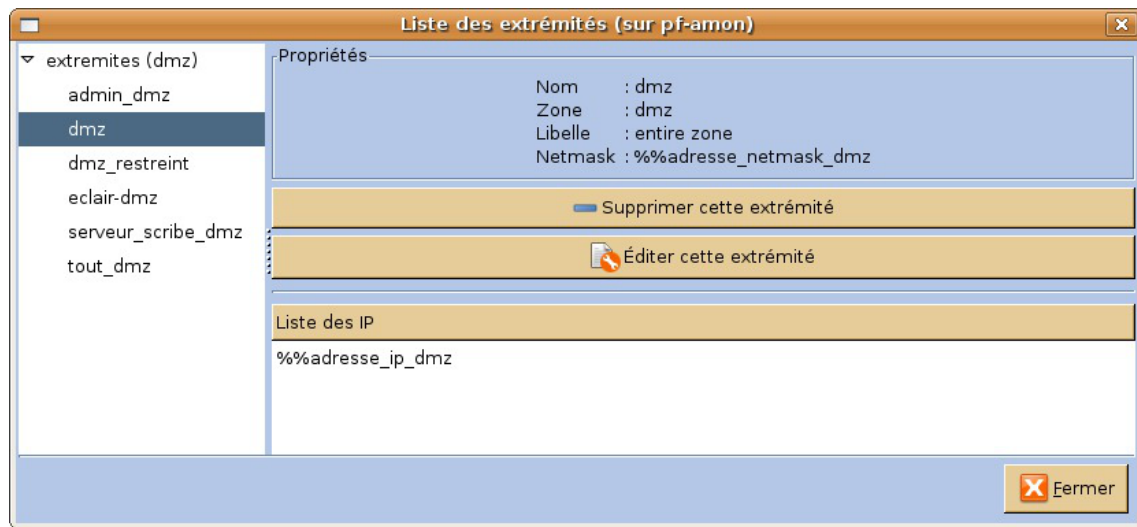 Liste des extrémités (sur pf-amon)
extremites (dmz)
admin_dmz
dmz
dmz_restreint
eclair-dmz
serveur_scribe_dmz
tout_dmz
Propriétés
Nom : dmz
Zone : dmz
Libelle : entire zone
Netmask : %%adresse_netmask_dmz
Supprimer cette extrémité
Éditer cette extrémité
Liste des IP
%%adresse_ip_dmz
Fermer